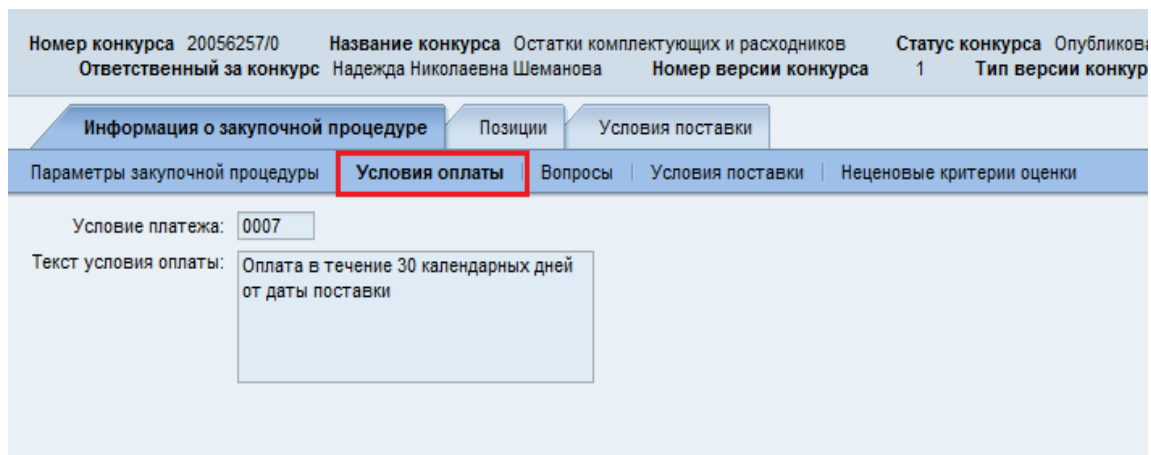 Номер конкурса 20056257/0 Название конкурса Остатки комплектующих и расходников Статус конкурса Опубликова
Ответственный за конкурс Надежда Николаевна Шеманова Номер версии конкурса 1 Тип версии конкур
Информация о закупочной процедуре Позиции Условия поставки
Параметры закупочной процедуры Условия оплаты Вопросы Условия поставки Неценовые критерии оценки
Условие платежа: 0007
Текст условия оплаты: Оплата в течение 30 календарных дней
от даты поставки